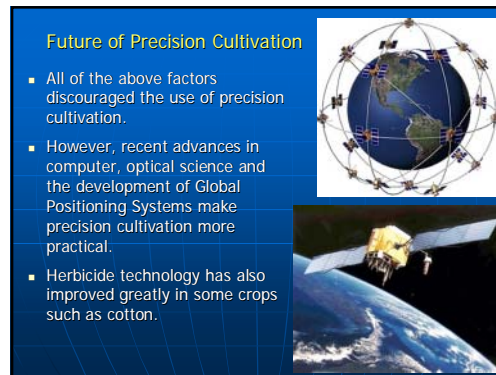 Future of Precision Cultivation
All of the above factors
discouraged the use of precision
cultivation.
However, recent advances in
computer, optical science and
the development of Global
Positioning Systems make
precision cultivation more
practical.
Herbicide technology has also
improved greatly in some crops
such as cotton.